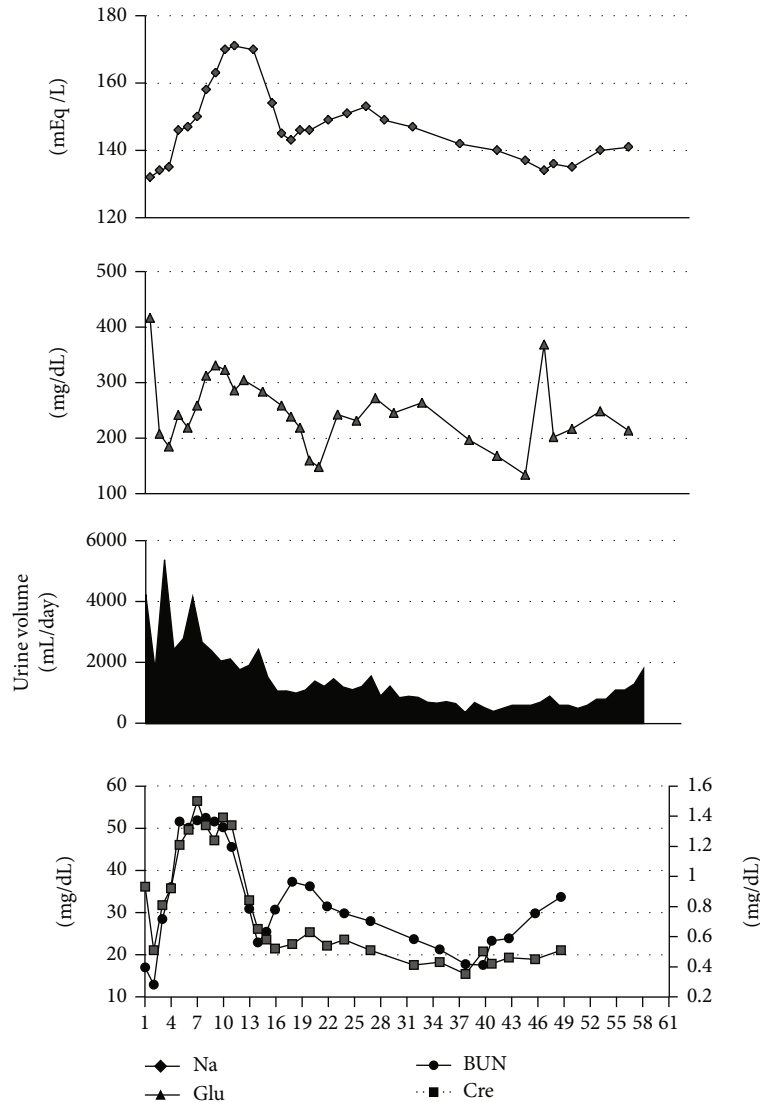 180
160
140
120
(mEq /L)
500
400
300
200
100
(mg/dL)
6000
4000
2000
0
Urine volume
(mL/day)
60
50
40
30
20
10
(mg/dL)
1.6
1.4
1.2
1
0.8
0.6
0.4
0.2
(mg/dL)
1 4 7 10 13 16 19 22 25 28 31 34 37 40 43 46 49 52 55 58 61
Na
Glu
BUN
Cre